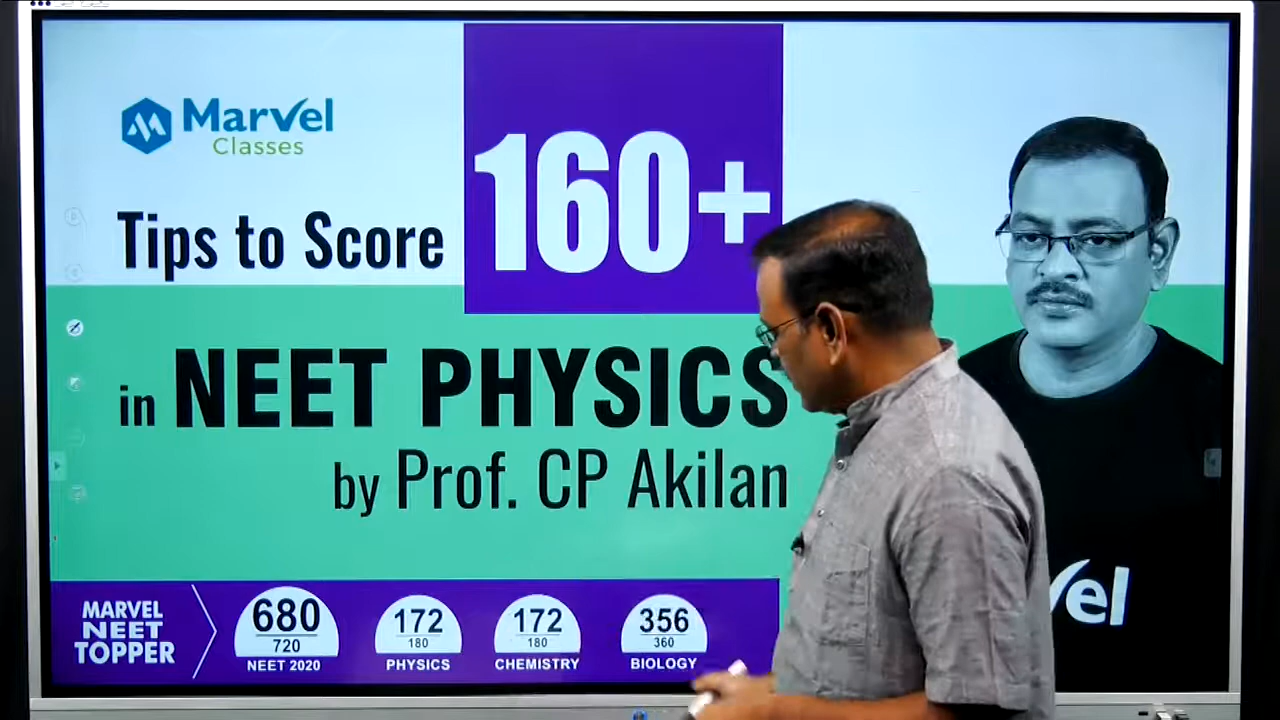 Marvel
Classes
160+
Tips to Score
in NEET PHYSICS
by Prof. CP Akilan
MARVEL
NEET
TOPPER
680
720
NEET 2020
172
180
PHYSICS
172
180
CHEMISTRY
356
360
BIOLOGY
vel